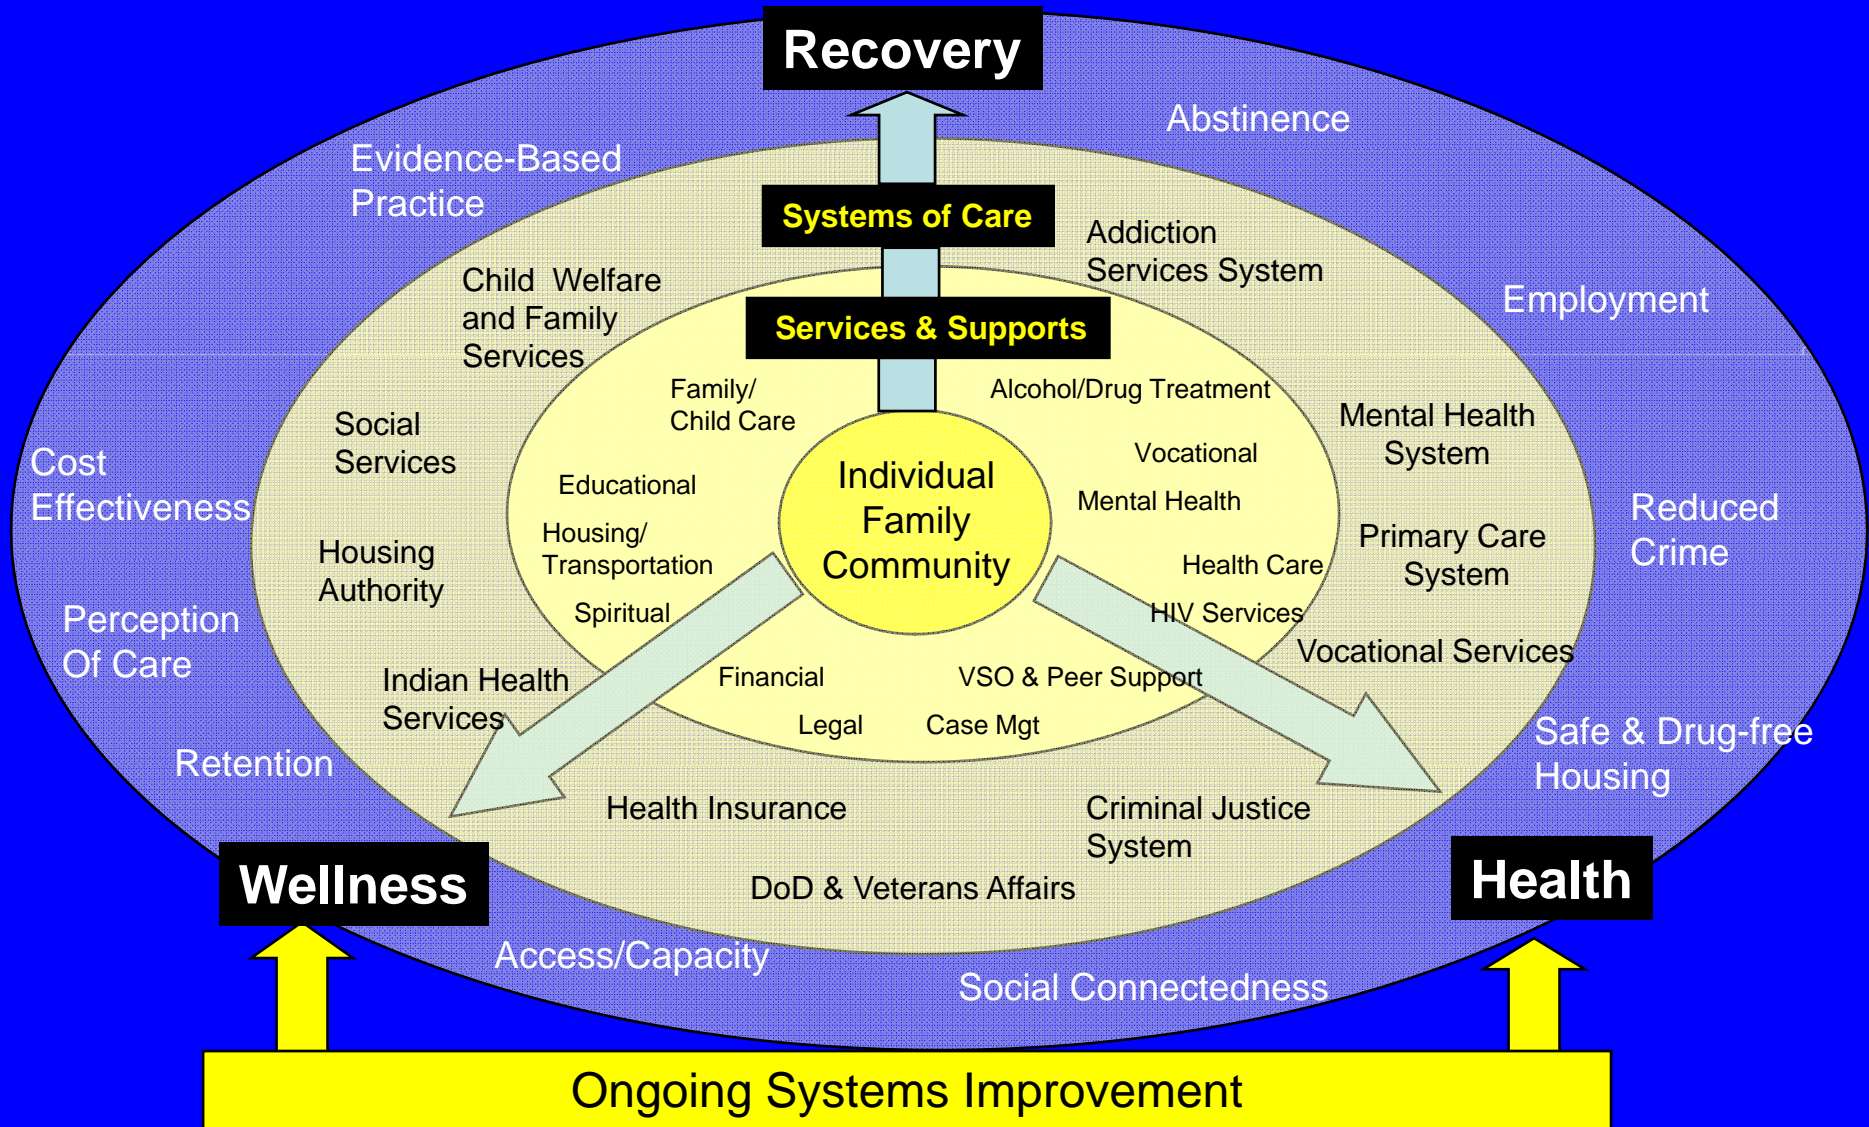 Recovery
Abstinence
Evidence-Based
Practice
Systems of Care
Addiction
Services System
Child  Welfare
and Family
Services
Employment
Services & Supports
Family/
Child Care
Alcohol/Drug Treatment
Social
Services
Mental Health
System
Cost
Effectiveness
Educational
Individual
Family
Community
Vocational
Mental Health
Reduced
Crime
Housing
Authority
Housing/
Transportation
Health Care
Primary Care
System
Perception
Of Care
Spiritual
HIV Services
Vocational Services
Indian Health
Services
Financial
VSO & Peer Support
Legal
Case Mgt
Retention
Safe & Drug-free
Housing
Health Insurance
Criminal Justice
System
Wellness
DoD & Veterans Affairs
Health
Access/Capacity
Social Connectedness
Ongoing Systems Improvement